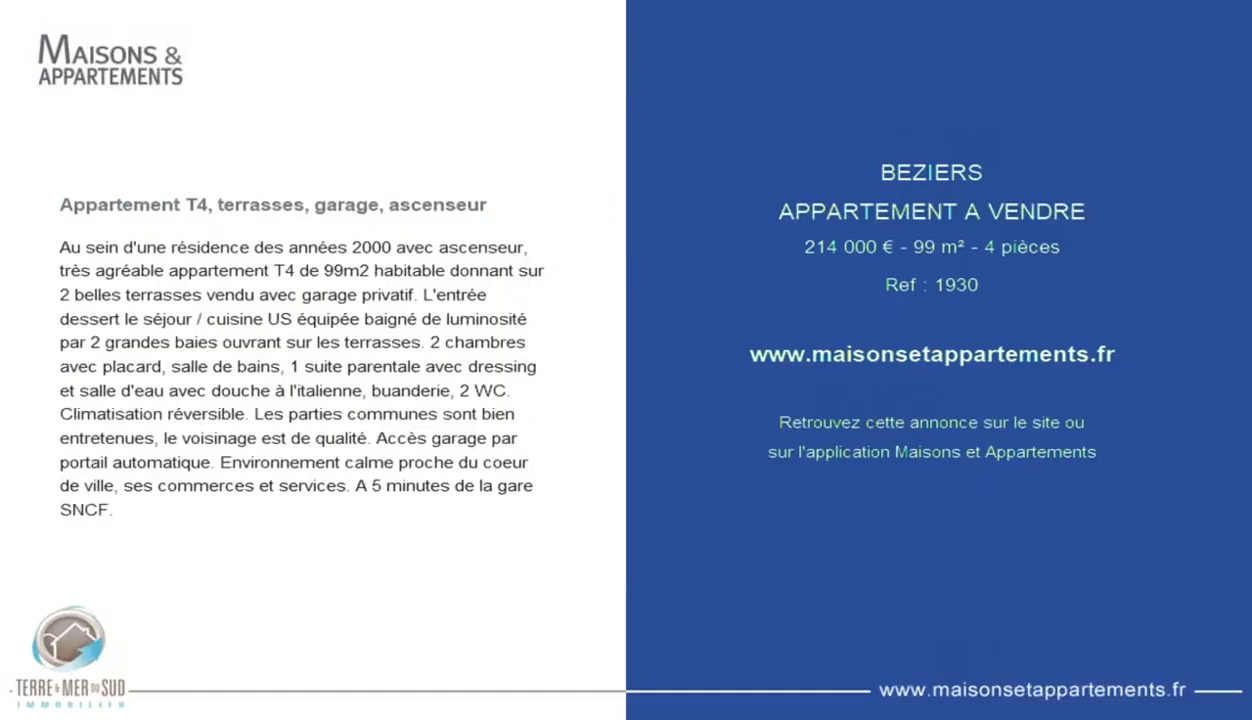 MAISONS &
APPARTEMENTS
Appartement T4, terrasses, garage, ascenseur
Au sein d'une résidence des années 2000 avec ascenseur,
très agréable appartement T4 de 99m2 habitable donnant sur
2 belles terrasses vendu avec garage privatif. L'entrée
dessert le séjour / cuisine US équipée baigné de luminosité
par 2 grandes baies ouvrant sur les terrasses. 2 chambres
avec placard, salle de bains, 1 suite parentale avec dressing
et salle d'eau avec douche à l'italienne, buanderie, 2 WC.
Climatisation réversible. Les parties communes sont bien
entretenues, le voisinage est de qualité. Accès garage par
portail automatique. Environnement calme proche du coeur
de ville, ses commerces et services. A 5 minutes de la gare
SNCF.
TERRE & MER DU SUD
IMMOBILIER
BEZIERS
APPARTEMENT A VENDRE
214 000 € - 99 m² - 4 pièces
Ref : 1930
www.maisonsetappartements.fr
Retrouvez cette annonce sur le site ou
sur l'application Maisons et Appartements
www.maisonsetappartements.fr